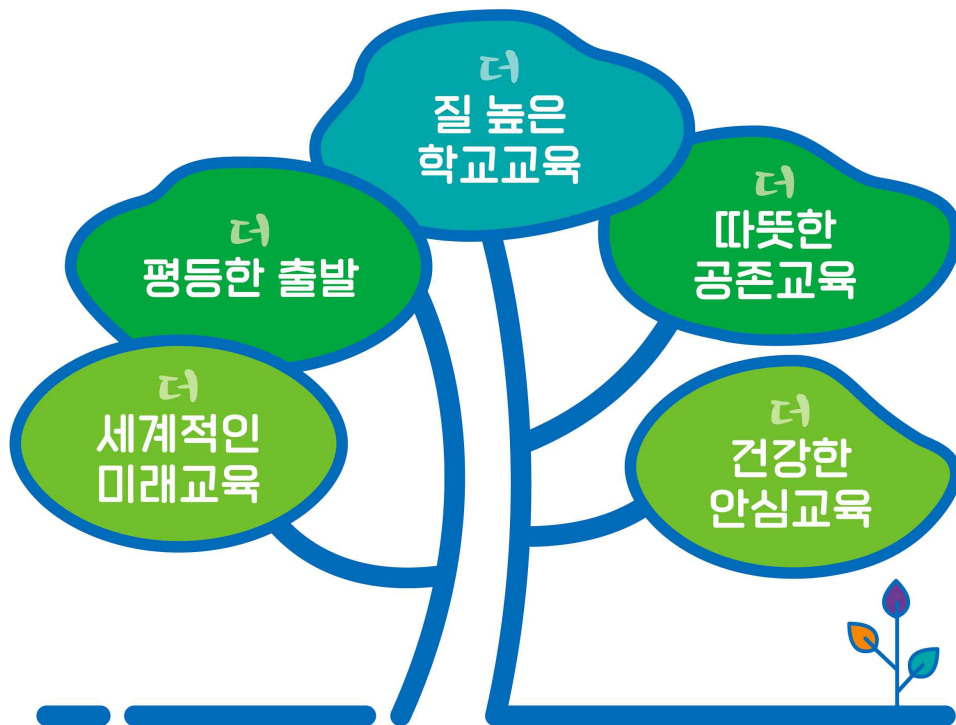 더
질 높은
학교교육
더
평등한 출발
더
따뜻한
공존교육
더
세계적인
미래교육
더
건강한
안심교육